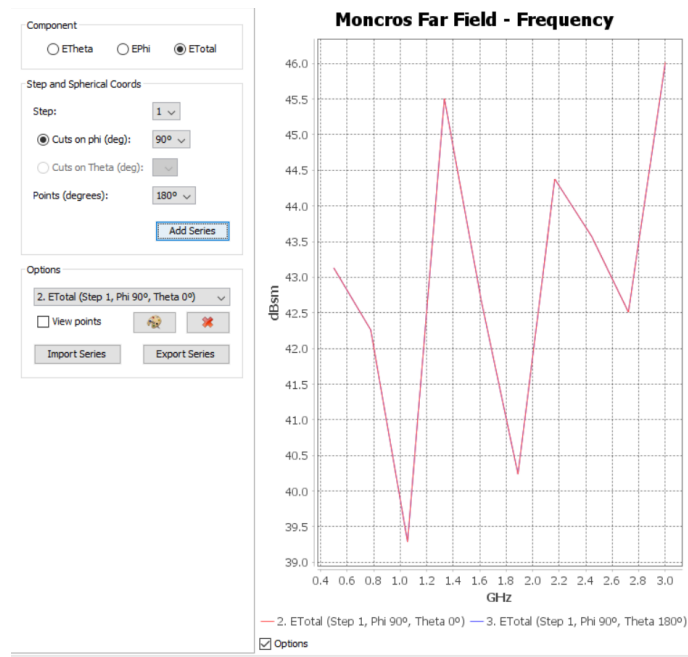 Component
ETheta EPhi ETotal
Step and Spherical Coords
Step: 1
Cuts on phi (deg): 90º
Cuts on Theta (deg):
Points (degrees): 180º
Add Series
Options
2. ETotal (Step 1, Phi 90º, Theta 0º)
View points
Import Series Export Series
Moncros Far Field - Frequency
46.0
45.5
45.0
44.5
44.0
43.5
43.0
42.5
42.0
41.5
41.0
40.5
40.0
39.5
39.0
dBsm
0.4 0.6 0.8 1.0 1.2 1.4 1.6 1.8 2.0 2.2 2.4 2.6 2.8 3.0
GHz
2. ETotal (Step 1, Phi 90º, Theta 0º) 3. ETotal (Step 1, Phi 90º, Theta 180º)
Options